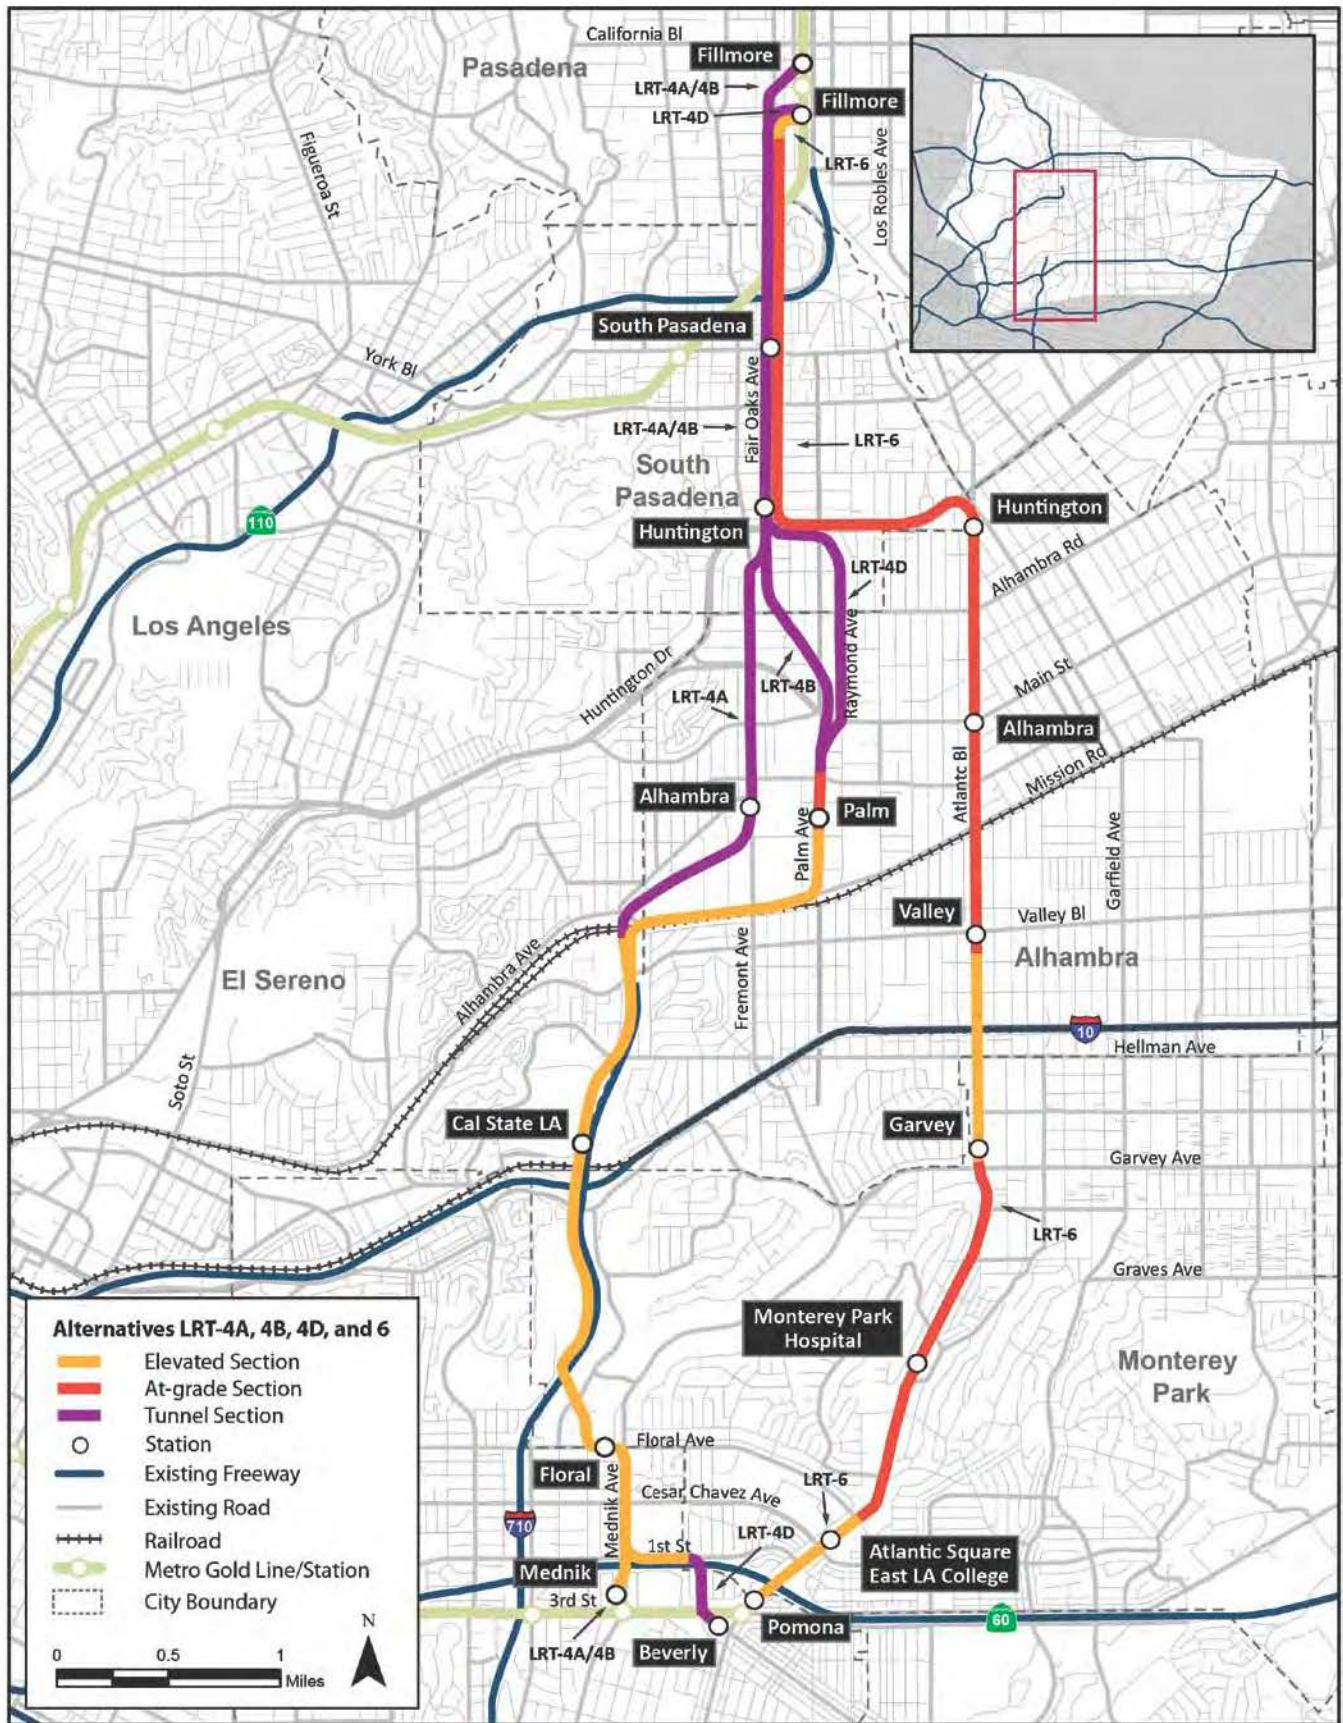 California Bl
Fillmore
Pasadena
LRT-4A/4B
Fillmore
LRT-4D
LRT-6
Figueroa St
Los Robles Ave
South Pasadena
York Bl
Fair Oaks Ave
LRT-4A/4B
LRT-6
South
Pasadena
Huntington
Huntington
110
Alhambra Rd
LRT-4D
Los Angeles
Raymond Ave
Huntington Dr
LRT-4B
LRT-4A
Main St
Alhambra
Mission Rd
Atlantc Bl
Alhambra
Palm
Palm Ave
Garfield Ave
Valley
Valley Bl
Alhambra
Fremont Ave
Alhambra Ave
El Sereno
10
Hellman Ave
Soto St
Cal State LA
Garvey
Garvey Ave
LRT-6
Graves Ave
Monterey Park
Hospital
Monterey
Park
Floral Ave
Floral
Mednik Ave
Cesar Chavez Ave
LRT-6
710
1st St
LRT-4D
Atlantic Square
East LA College
Mednik
3rd St
Pomona
60
LRT-4A/4B
Beverly
Alternatives LRT-4A, 4B, 4D, and 6
Elevated Section
At-grade Section
Tunnel Section
Station
Existing Freeway
Existing Road
Railroad
Metro Gold Line/Station
City Boundary
N
0 0.5 1
Miles